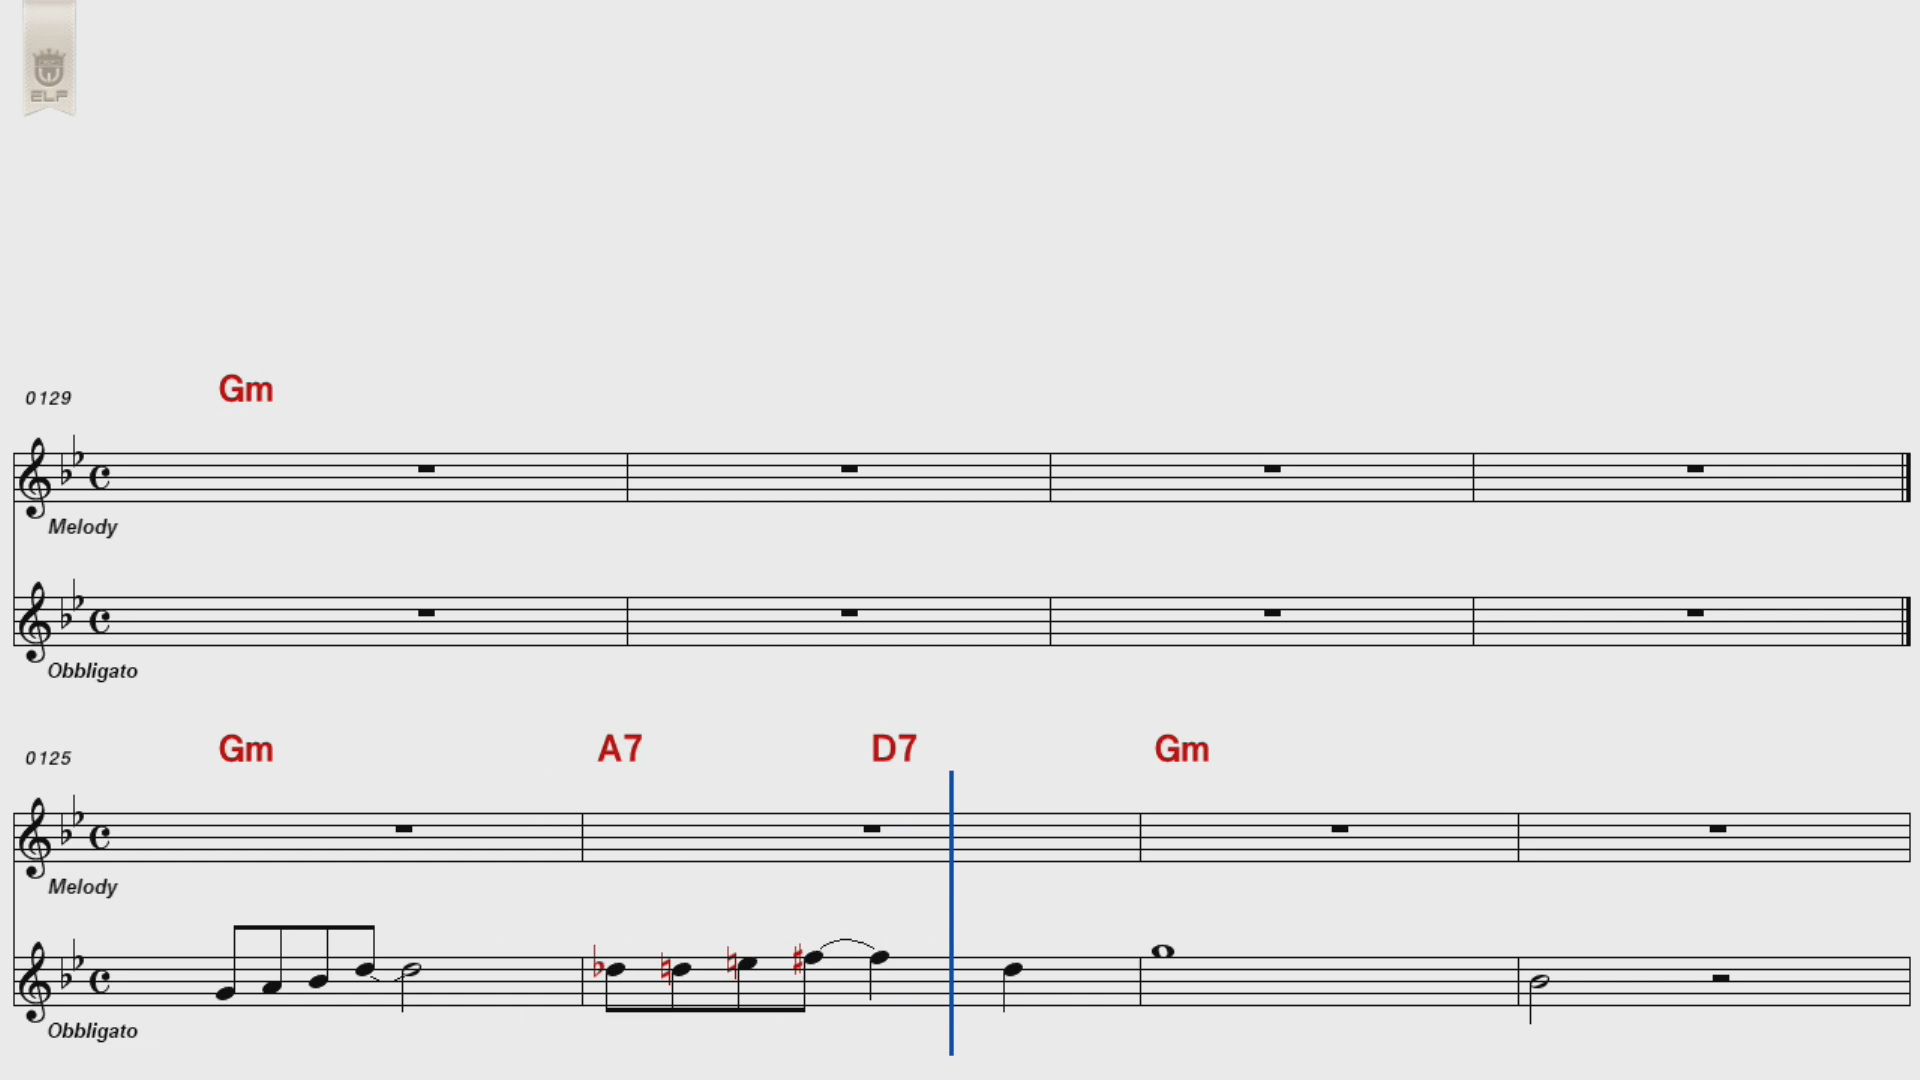 ELF
Gm
0129
Melody
Obbligato
Gm A7 D7 Gm
0125
Melody
Obbligato